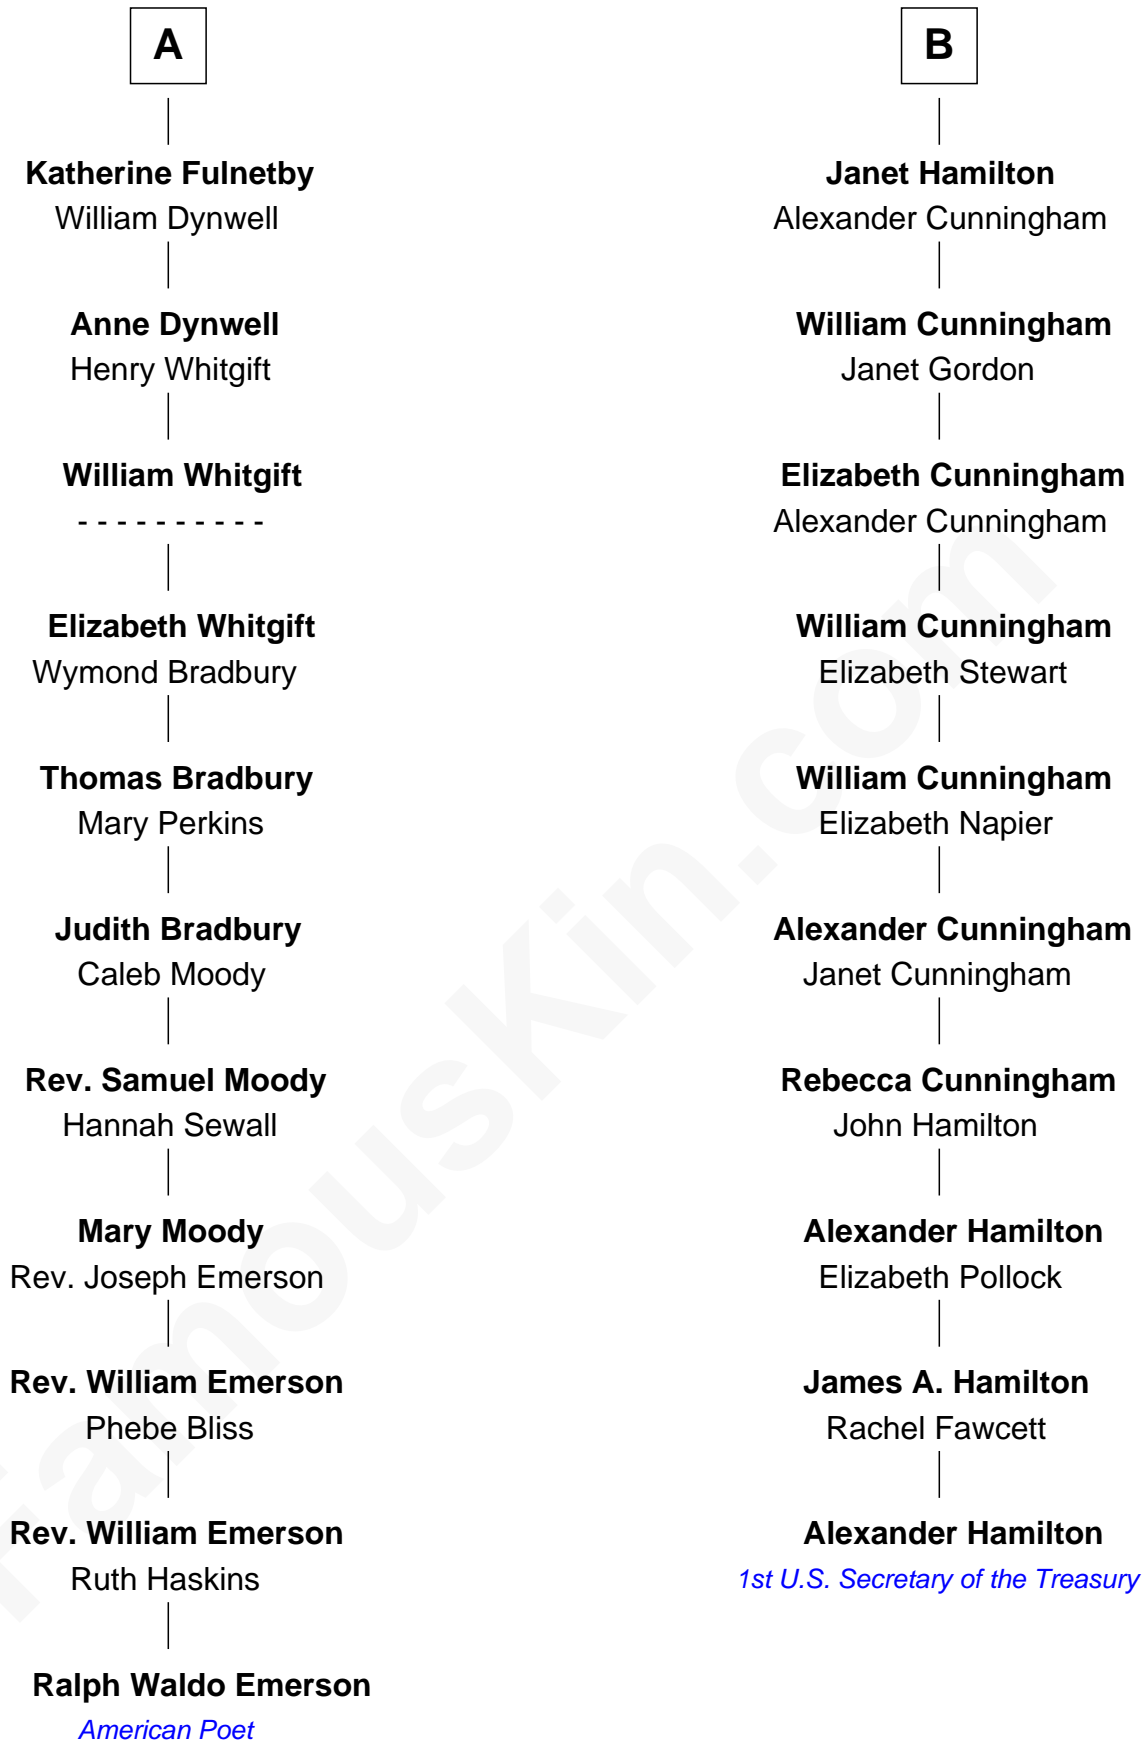 A
Katherine Fulnetby
William Dynwell
Anne Dynwell
Henry Whitgift
William Whitgift
- - - - - - - - - -
Elizabeth Whitgift
Wymond Bradbury
Thomas Bradbury
Mary Perkins
Judith Bradbury
Caleb Moody
Rev. Samuel Moody
Hannah Sewall
Mary Moody
Rev. Joseph Emerson
Rev. William Emerson
Phebe Bliss
Rev. William Emerson
Ruth Haskins
Ralph Waldo Emerson
American Poet
B
Janet Hamilton
Alexander Cunningham
William Cunningham
Janet Gordon
Elizabeth Cunningham
Alexander Cunningham
William Cunningham
Elizabeth Stewart
William Cunningham
Elizabeth Napier
Alexander Cunningham
Janet Cunningham
Rebecca Cunningham
John Hamilton
Alexander Hamilton
Elizabeth Pollock
James A. Hamilton
Rachel Fawcett
Alexander Hamilton
1st U.S. Secretary of the Treasury
FamousKin.com